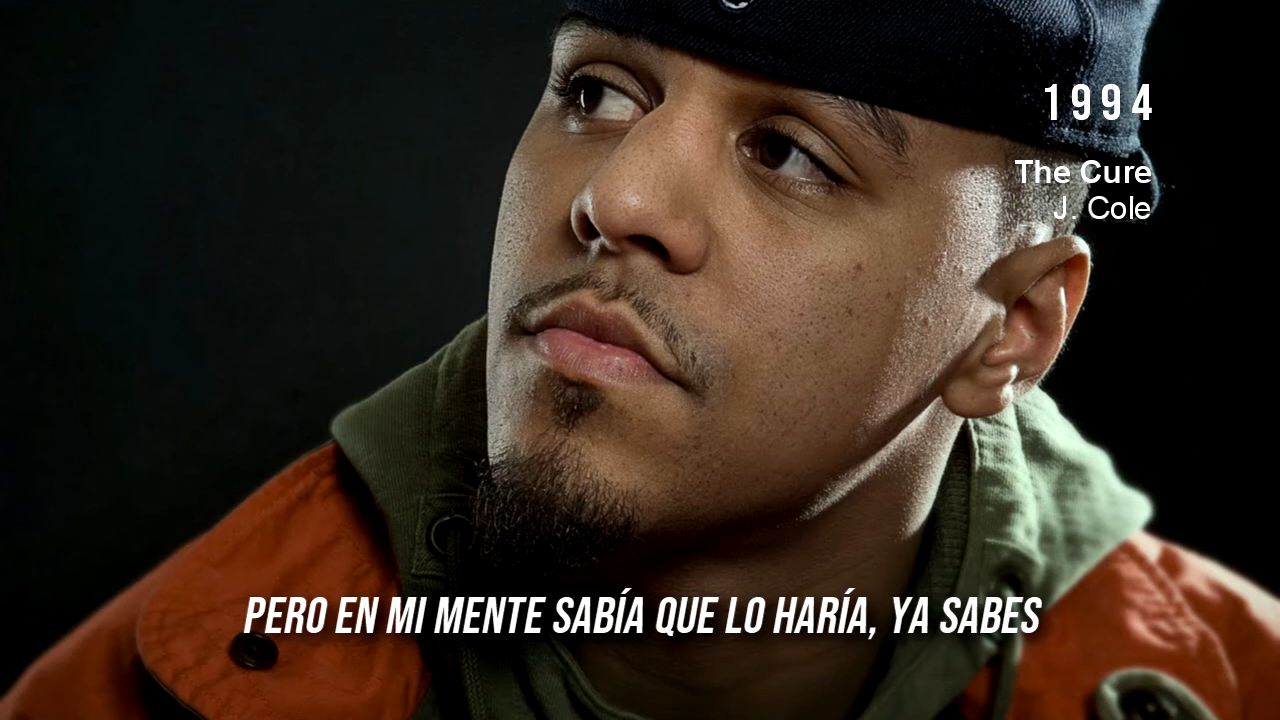 1994
The Cure
J. Cole
PERO EN MI MENTE SABÍA QUE LO HARÍA, YA SABES